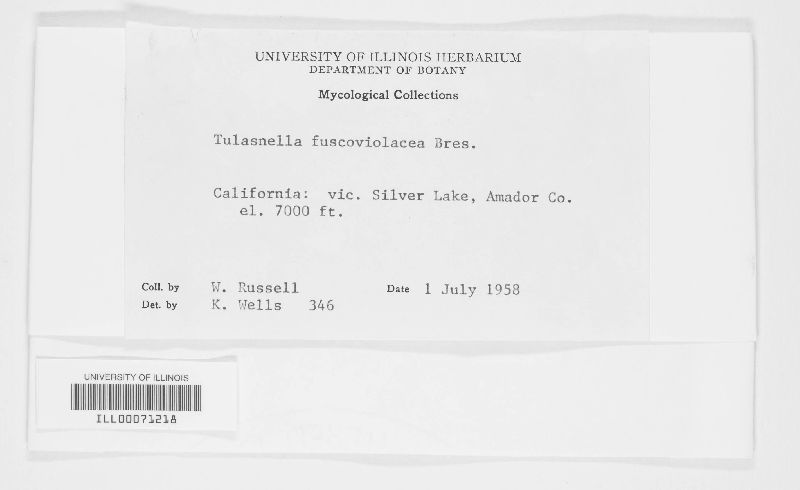 UNIVERSITY OF ILLINOIS HERBARIUM
DEPARTMENT OF BOTANY
Mycological Collections
Tulasnella fuscoviolacea Bres.
California: vic. Silver Lake, Amador Co.
el. 7000 ft.
Coll. by W. Russell Date 1 July 1958
Det. by K. Wells 346
UNIVERSITY OF ILLINOIS
ILL00071218